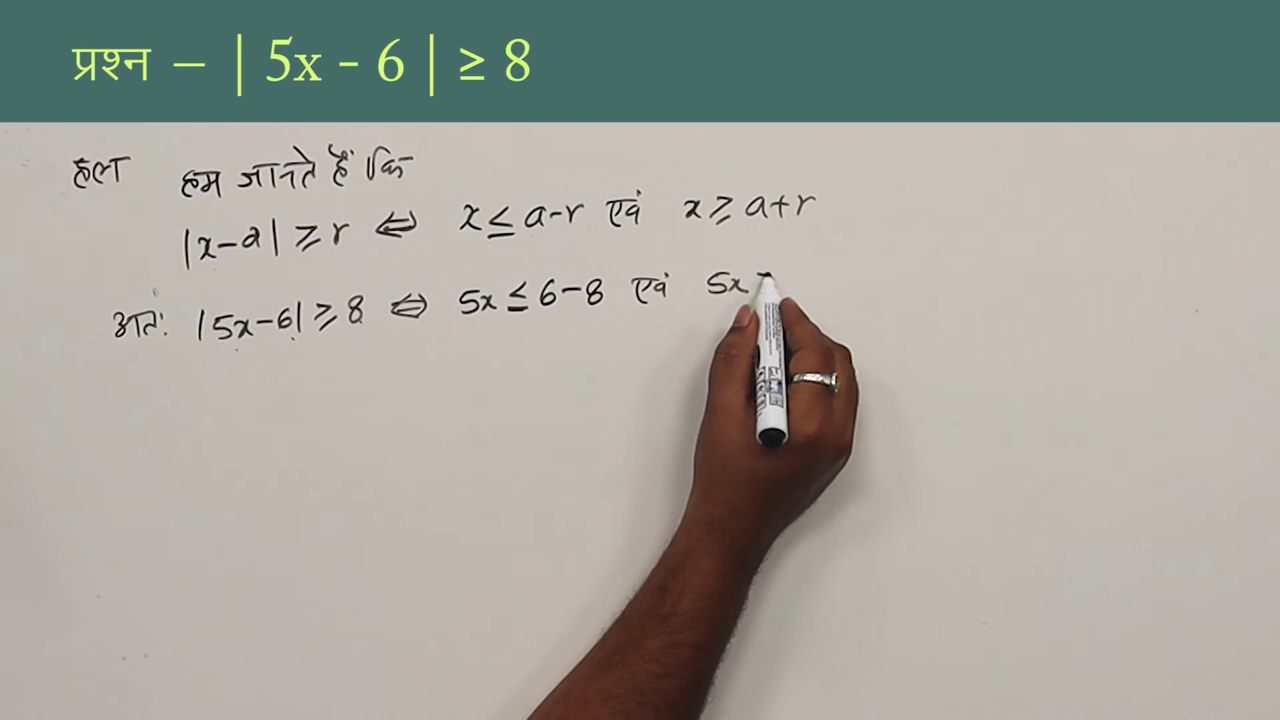 प्रश्न – | 5x - 6 | ≥ 8
हल हम जानते हैं कि
|x-a| ≥ r ⇔ x ≤ a-r एवं x ≥ a+r
अतः |5x-6| ≥ 8 ⇔ 5x ≤ 6-8 एवं 5x